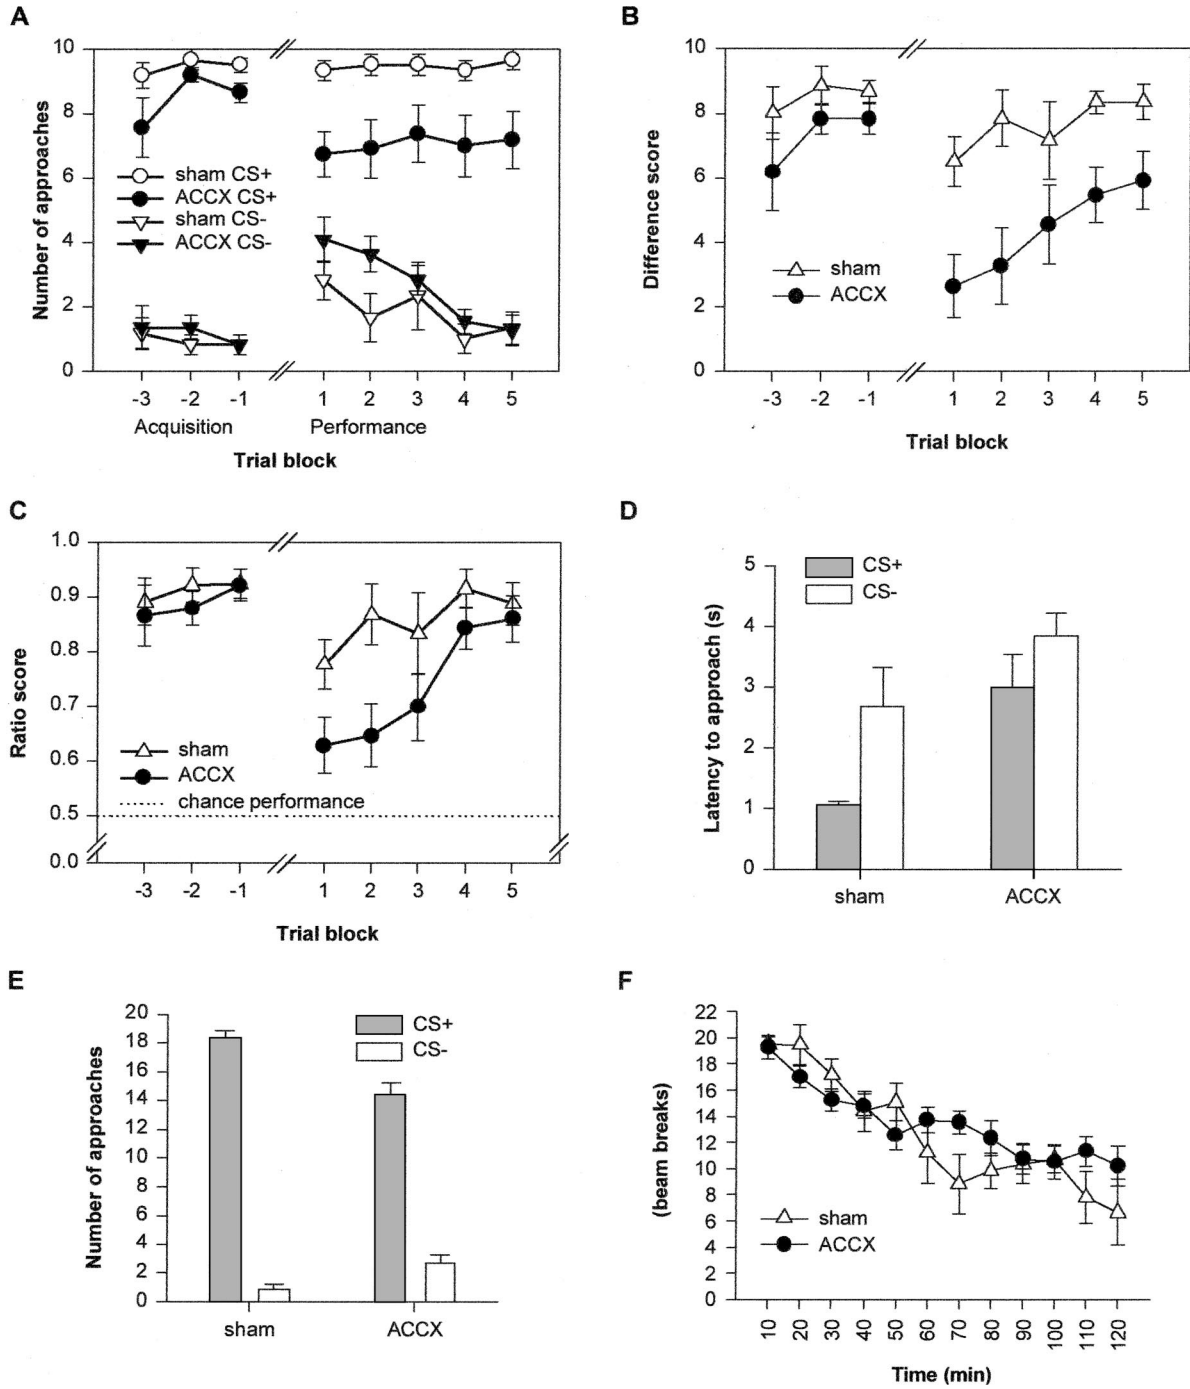 A
Number of approaches
10
8
6
4
2
0
sham CS+
ACCX CS+
sham CS-
ACCX CS-
-3 -2 -1 1 2 3 4 5
Acquisition Performance
Trial block
B
Difference score
10
8
6
4
2
0
sham
ACCX
-3 -2 -1 1 2 3 4 5
Trial block
C
Ratio score
1.0
0.9
0.8
0.7
0.6
0.5
0.0
sham
ACCX
chance performance
-3 -2 -1 1 2 3 4 5
Trial block
D
Latency to approach (s)
CS+
CS-
5
4
3
2
1
0
sham ACCX
E
Number of approaches
20
18
16
14
12
10
8
6
4
2
0
CS+
CS-
sham ACCX
F
(beam breaks)
22
20
18
16
14
12
10
8
6
4
2
0
sham
ACCX
10 20 30 40 50 60 70 80 90 100 110 120
Time (min)